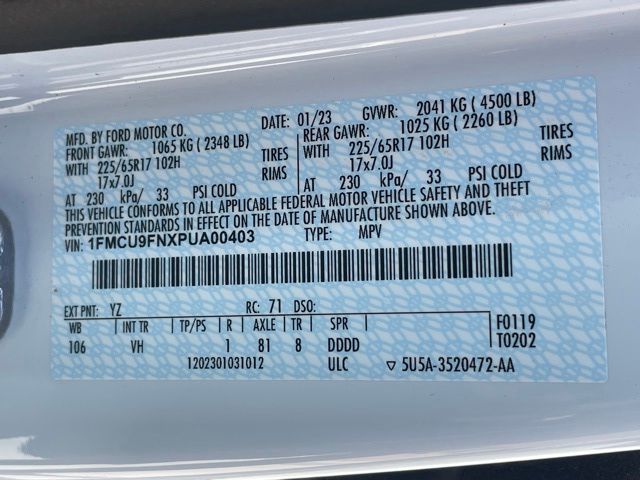 MFD. BY FORD MOTOR CO. DATE: 01/23 GVWR: 2041 KG ( 4500 LB)
FRONT GAWR: 1065 KG ( 2348 LB) REAR GAWR: 1025 KG ( 2260 LB)
WITH 225/65R17 102H TIRES WITH 225/65R17 102H TIRES
17x7.0J RIMS 17x7.0J RIMS
AT 230 kPa/ 33 PSI COLD AT 230 kPa/ 33 PSI COLD
THIS VEHICLE CONFORMS TO ALL APPLICABLE FEDERAL MOTOR VEHICLE SAFETY AND THEFT
PREVENTION STANDARDS IN EFFECT ON THE DATE OF MANUFACTURE SHOWN ABOVE.
VIN: 1FMCU9FNXPUA00403 TYPE: MPV
EXT PNT: YZ RC: 71 DSO:
WB INT TR TP/PS R AXLE TR SPR
106 VH 1 81 8 DDDD
F0119
T0202
1202301031012 ULC ▽ 5U5A-3520472-AA